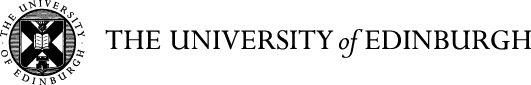 THE UNIVERSITY OF EDINBURGH
THE UNIVERSITY of EDINBURGH